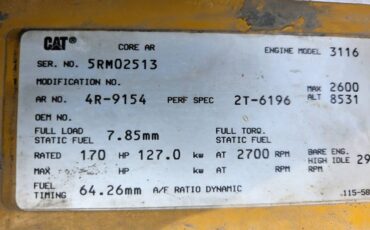 CAT® CORE AR ENGINE MODEL 3116
SER. NO. 5RM02513
MODIFICATION NO. MAX 2600
AR NO. 4R-9154 PERF SPEC 2T-6196 ALT 8531
OEM NO.
FULL LOAD STATIC FUEL 7.85mm FULL TORQ. STATIC FUEL
RATED 170 HP 127.0 kw AT 2700 RPM BARE ENG. HIGH IDLE 29
MAX HP kw AT RPM
FUEL TIMING 64.26mm A/F RATIO DYNAMIC